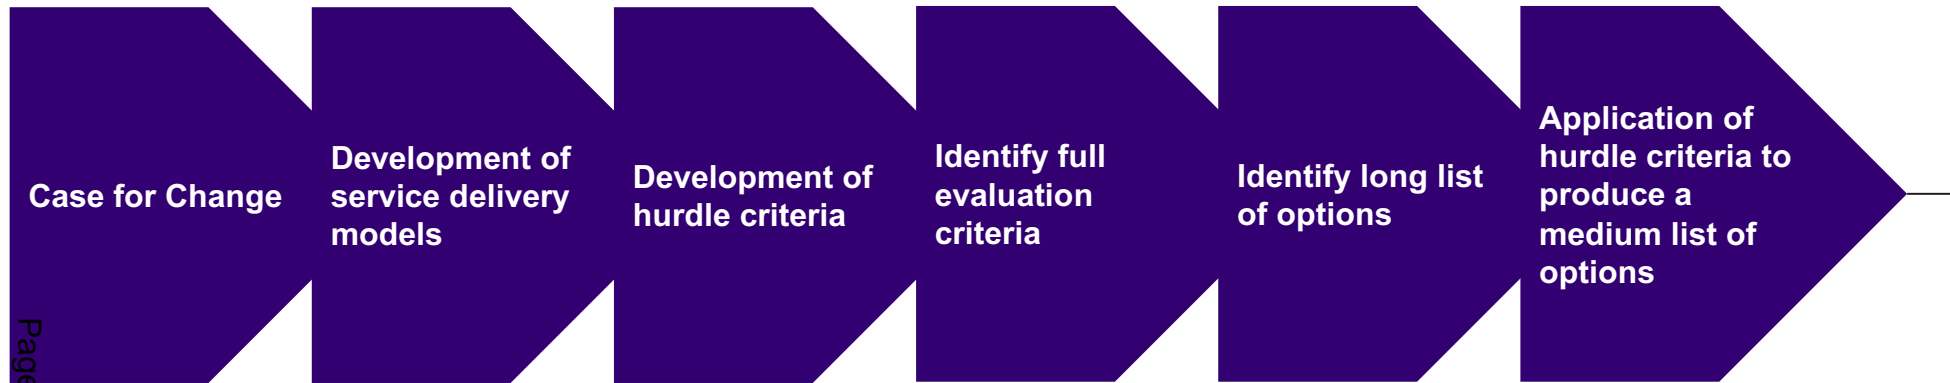 Case for Change
Development of
service delivery
models
Development of
hurdle criteria
Identify full
evaluation
criteria
Identify long list
of options
Application of
hurdle criteria to
produce a
medium list of
options
Page